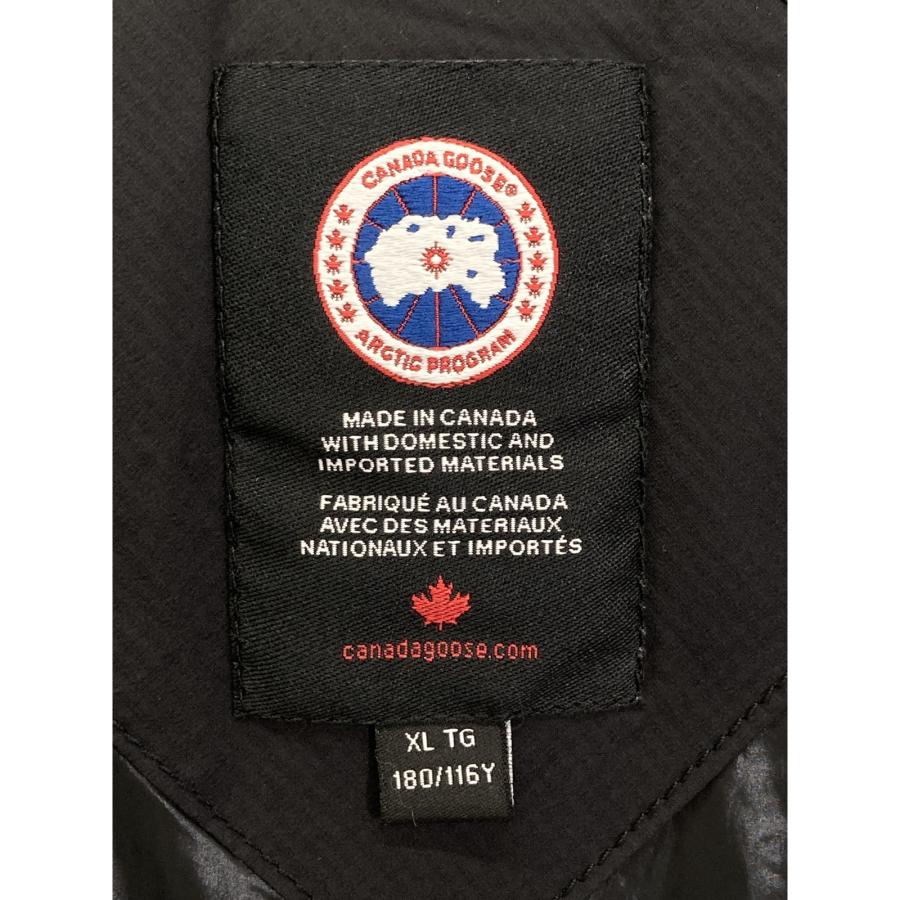 CANADA GOOSE®
ARCTIC PROGRAM
MADE IN CANADA
WITH DOMESTIC AND
IMPORTED MATERIALS
FABRIQUÉ AU CANADA
AVEC DES MATERIAUX
NATIONAUX ET IMPORTÉS
canadagoose.com
XL TG
180/116Y